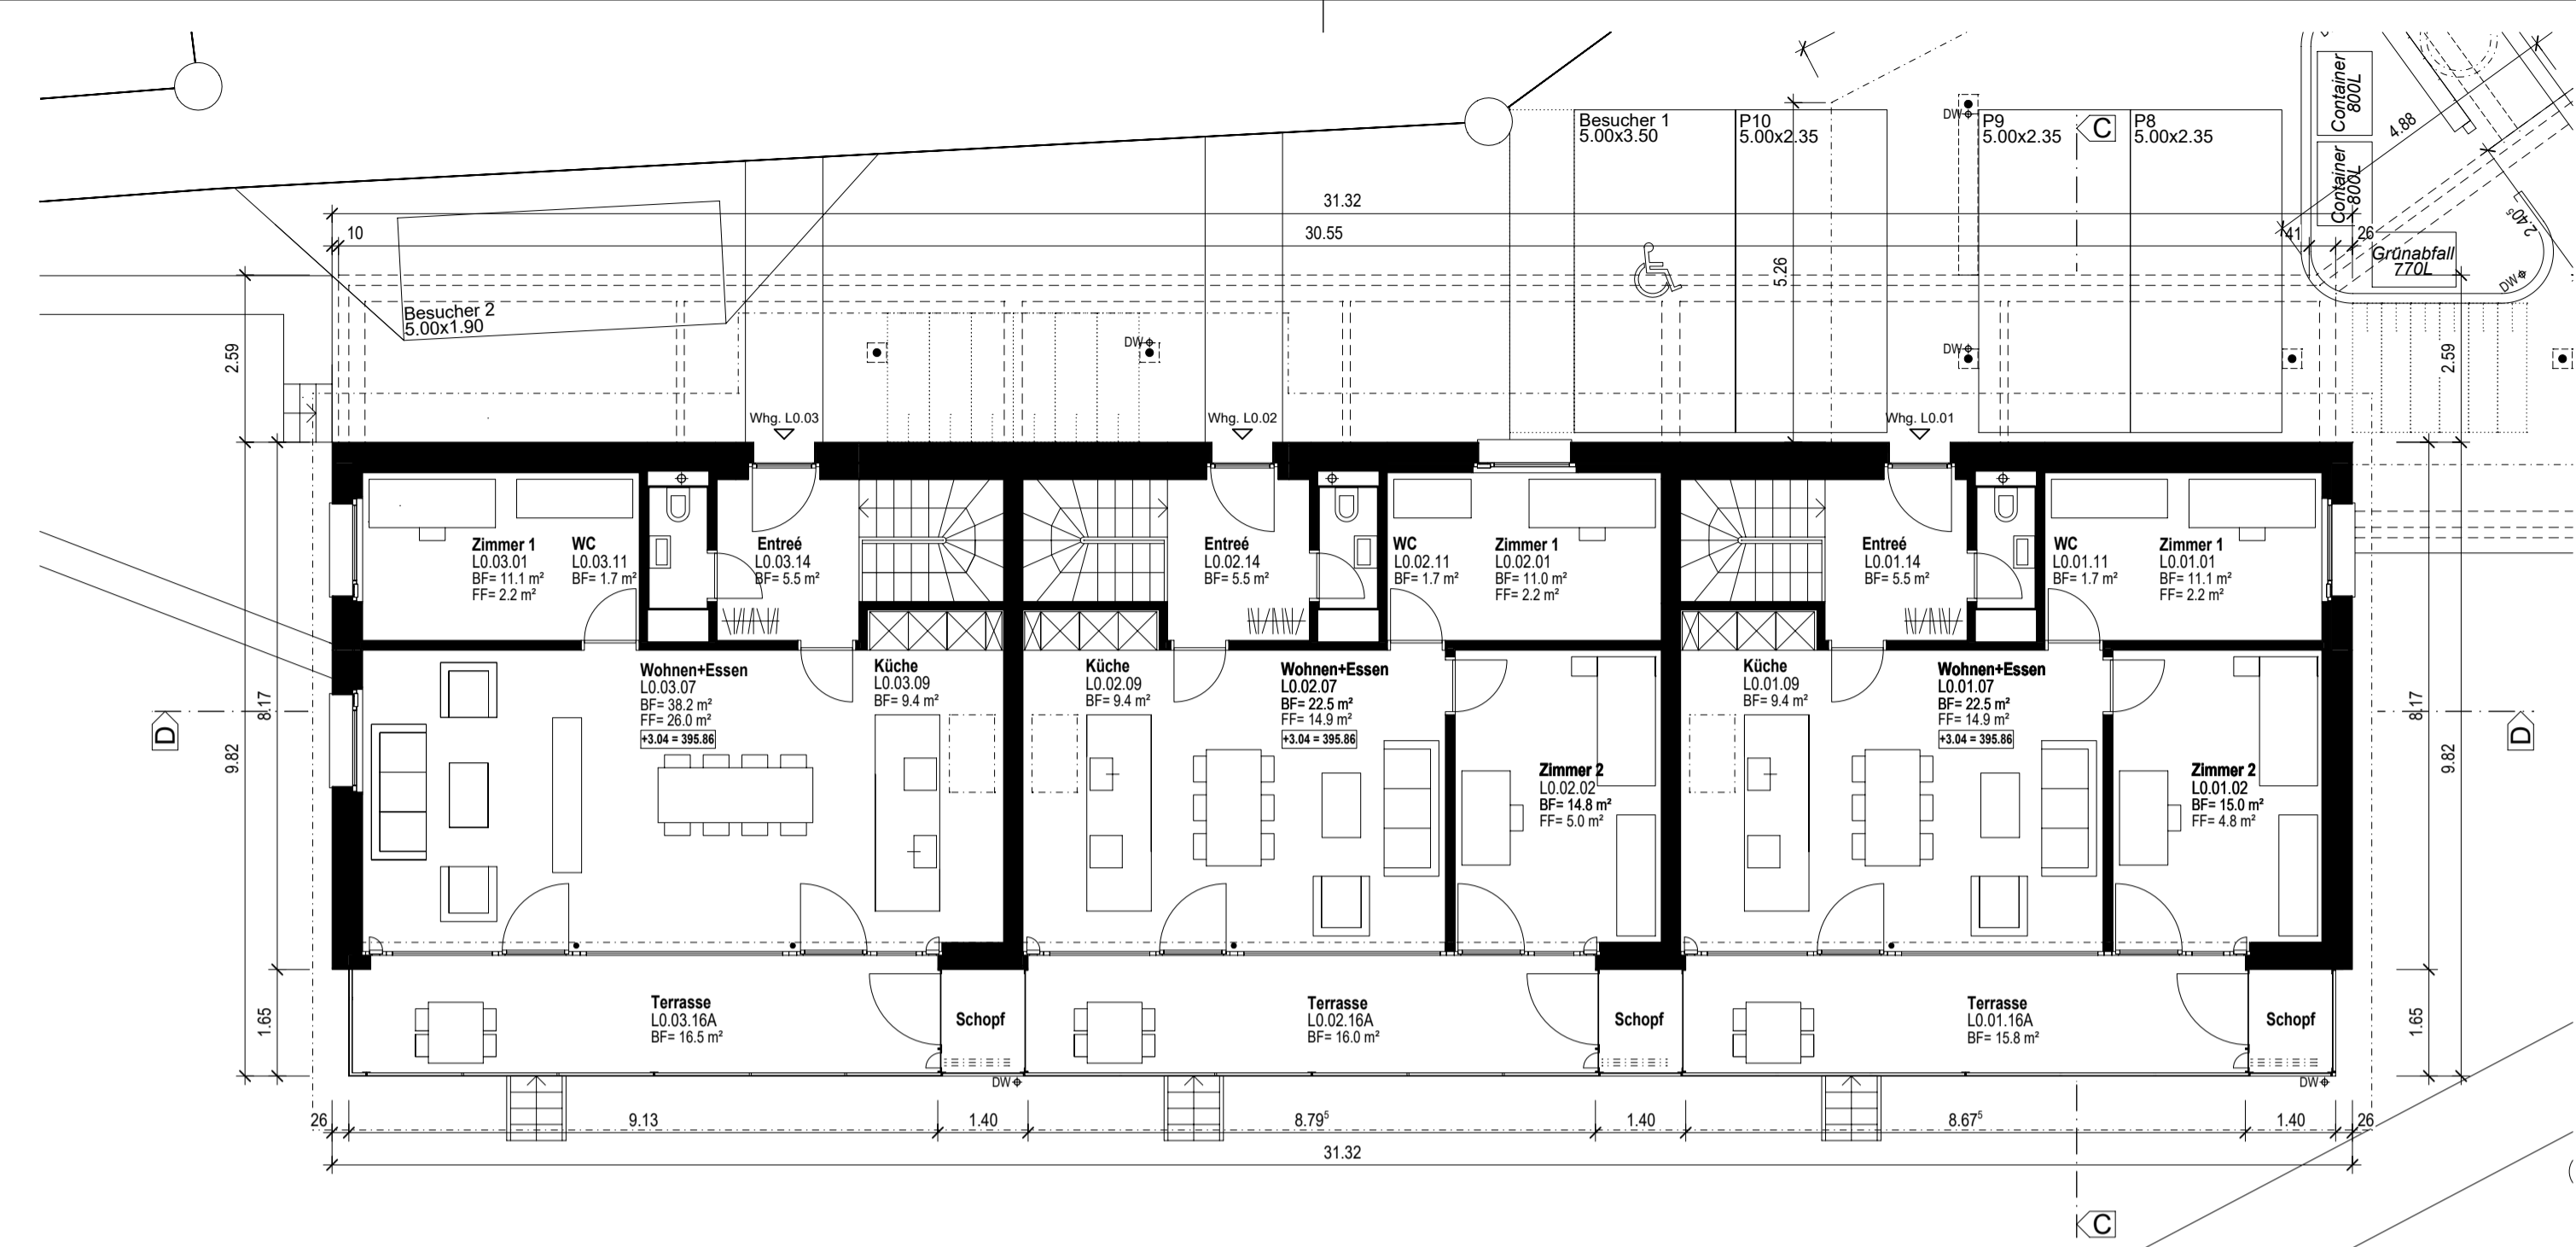 Besucher 1
5.00x3.50
P10
5.00x2.35
DW
P9
5.00x2.35
C
P8
5.00x2.35
Container
800L
4.88
Container
800L
2.40⁵
31.32
10
30.55
41
26
Grünabfall
770L
DW
5.26
Besucher 2
5.00x1.90
2.59
DW
DW
2.59
Whg. L0.03
Whg. L0.02
Whg. L0.01
Zimmer 1
L0.03.01
BF= 11.1 m²
FF= 2.2 m²
WC
L0.03.11
BF= 1.7 m²
Entreé
L0.03.14
BF= 5.5 m²
Entreé
L0.02.14
BF= 5.5 m²
WC
L0.02.11
BF= 1.7 m²
Zimmer 1
L0.02.01
BF= 11.0 m²
FF= 2.2 m²
Entreé
L0.01.14
BF= 5.5 m²
WC
L0.01.11
BF= 1.7 m²
Zimmer 1
L0.01.01
BF= 11.1 m²
FF= 2.2 m²
Wohnen+Essen
L0.03.07
BF= 38.2 m²
FF= 26.0 m²
+3.04 = 395.86
Küche
L0.03.09
BF= 9.4 m²
Küche
L0.02.09
BF= 9.4 m²
Wohnen+Essen
L0.02.07
BF= 22.5 m²
FF= 14.9 m²
+3.04 = 395.86
Küche
L0.01.09
BF= 9.4 m²
Wohnen+Essen
L0.01.07
BF= 22.5 m²
FF= 14.9 m²
+3.04 = 395.86
D
8.17
9.82
8.17
9.82
D
Zimmer 2
L0.02.02
BF= 14.8 m²
FF= 5.0 m²
Zimmer 2
L0.01.02
BF= 15.0 m²
FF= 4.8 m²
1.65
Terrasse
L0.03.16A
BF= 16.5 m²
Schopf
Terrasse
L0.02.16A
BF= 16.0 m²
Schopf
Terrasse
L0.01.16A
BF= 15.8 m²
Schopf
1.65
DW
DW
26
9.13
1.40
8.79⁵
1.40
8.67⁵
1.40
26
31.32
C